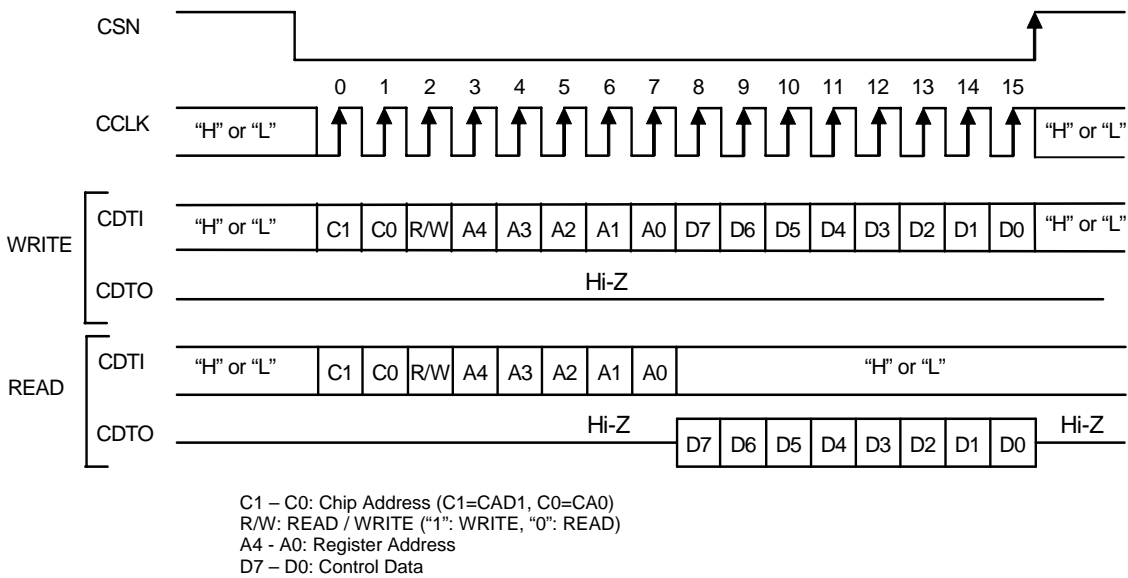 CSN
0 1 2 3 4 5 6 7 8 9 10 11 12 13 14 15
CCLK “H” or “L” “H” or “L”
WRITE
CDTI “H” or “L” C1 C0 R/W A4 A3 A2 A1 A0 D7 D6 D5 D4 D3 D2 D1 D0 “H” or “L”
CDTO Hi-Z
READ
CDTI “H” or “L” C1 C0 R/W A4 A3 A2 A1 A0 “H” or “L”
CDTO Hi-Z D7 D6 D5 D4 D3 D2 D1 D0 Hi-Z
C1 – C0: Chip Address (C1=CAD1, C0=CA0)
R/W: READ / WRITE (“1”: WRITE, “0”: READ)
A4 - A0: Register Address
D7 – D0: Control Data